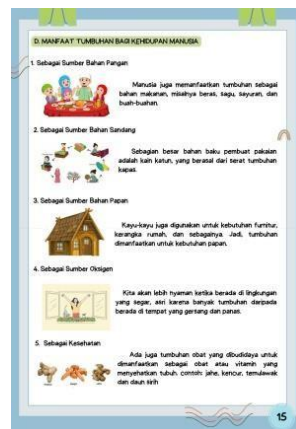 D. MANFAAT TUMBUHAN BAGI KEHIDUPAN MANUSIA
1. Sebagai Sumber Bahan Pangan
Manusia juga memanfaatkan tumbuhan sebagai
bahan makanan, misalnya beras, sagu, sayuran, dan
buah-buahan.
2. Sebagai Sumber Bahan Sandang
Sebagian besar bahan baku pembuat pakaian
adalah kain katun, yang berasal dari serat tumbuhan
kapas.
3. Sebagai Sumber Bahan Papan
Kayu-kayu juga digunakan untuk kebutuhan furnitur,
kerangka rumah, dan sebagainya. Jadi, tumbuhan
dimanfaatkan untuk kebutuhan papan.
4. Sebagai Sumber Oksigen
Kita akan lebih nyaman ketika berada di lingkungan
yang segar, asri karena banyak tumbuhan daripada
berada di tempat yang gersang dan panas.
5. Sebagai Kesehatan
Ada juga tumbuhan obat yang dibudidaya untuk
dimanfaatkan sebagai obat atau vitamin yang
menyehatkan tubuh. contoh: jahe, kencur, temulawak
dan daun sirih
15